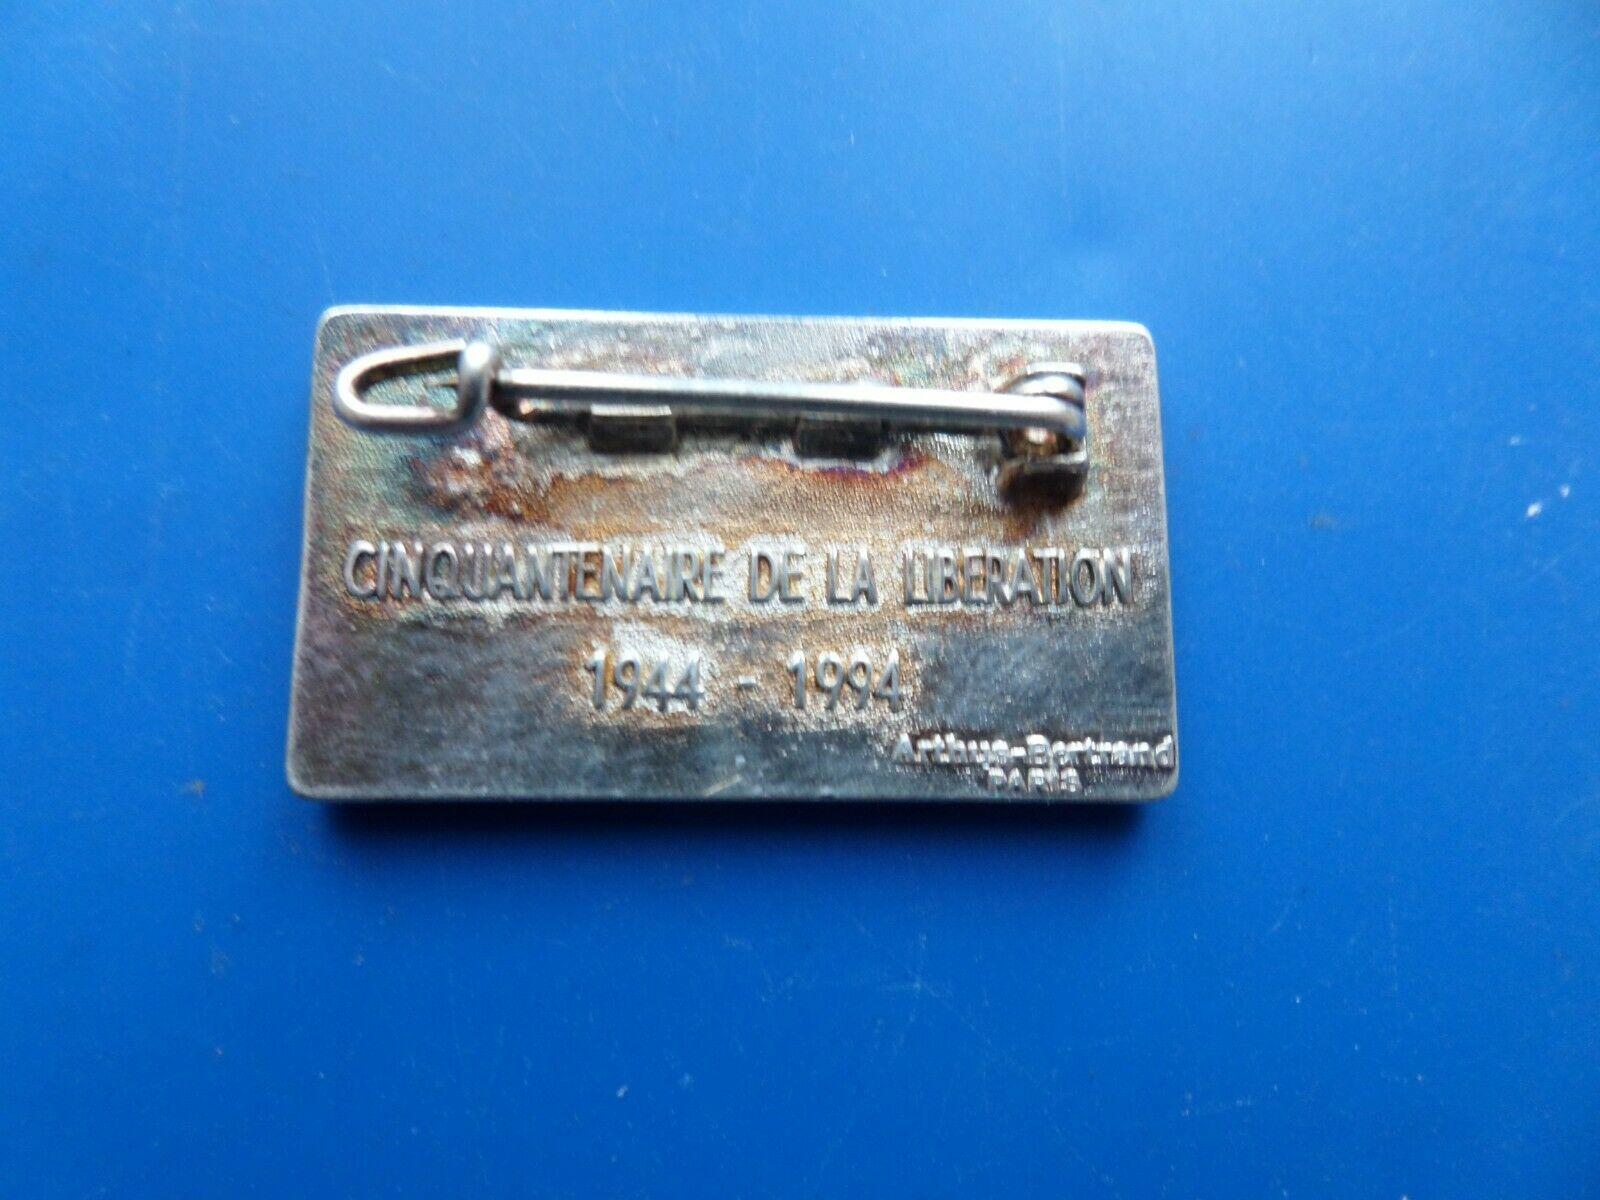 CINQUANTENAIRE DE LA LIBERATION
1944 - 1994
Arthus-Bertrand
PARIS